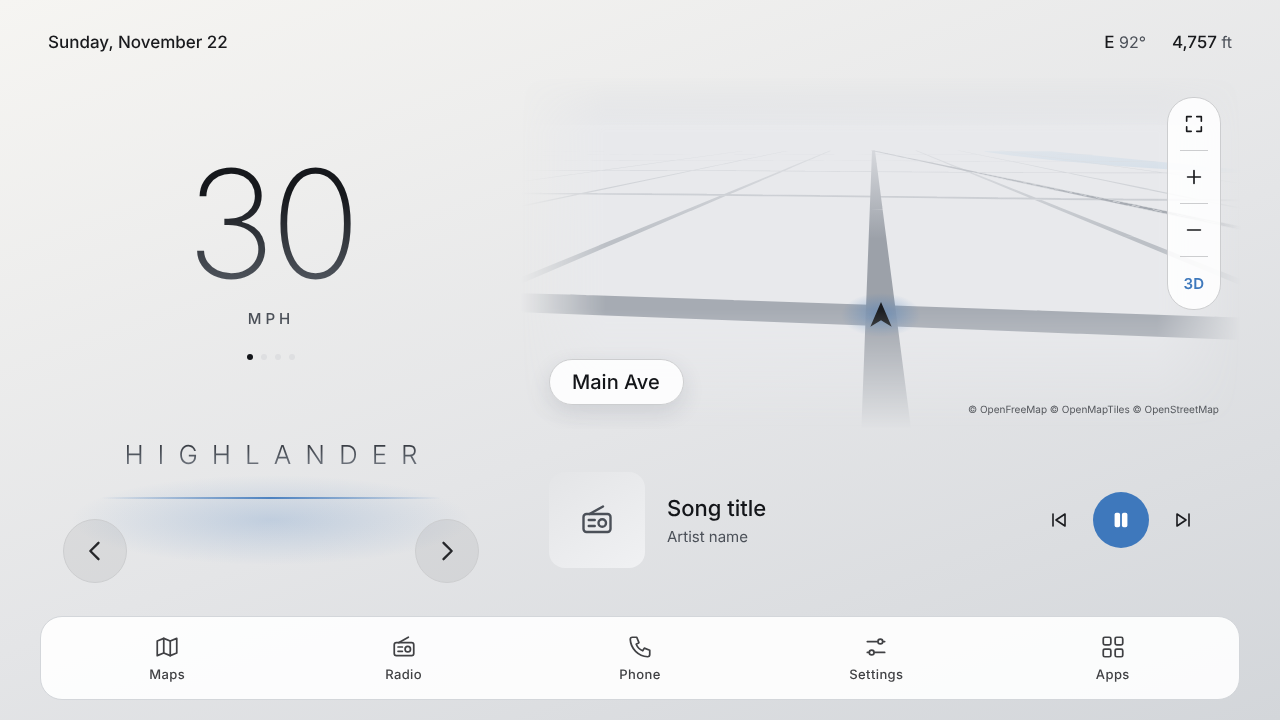 Sunday, November 22
E 92°
4,757 ft
30
MPH
3D
Main Ave
© OpenFreeMap © OpenMapTiles © OpenStreetMap
HIGHLANDER
Song title
Artist name
Maps
Radio
Phone
Settings
Apps